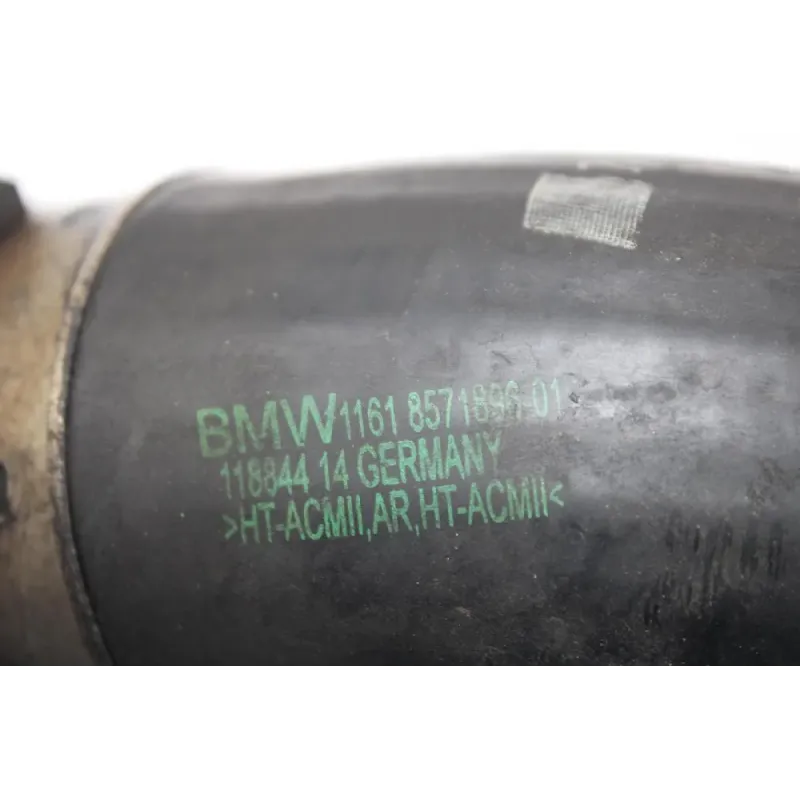 BMW 1161 8571896 01
118844 14 GERMANY
>HT-ACMII,AR,HT-ACMII<